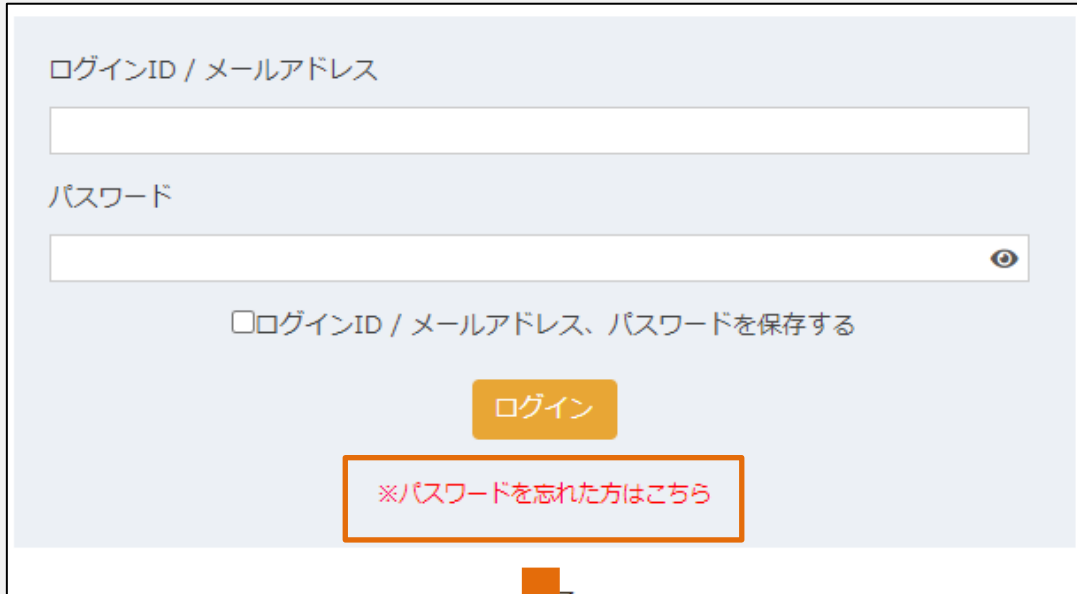 ログインID / メールアドレス
パスワード
ログインID / メールアドレス、パスワードを保存する
ログイン
※パスワードを忘れた方はこちら